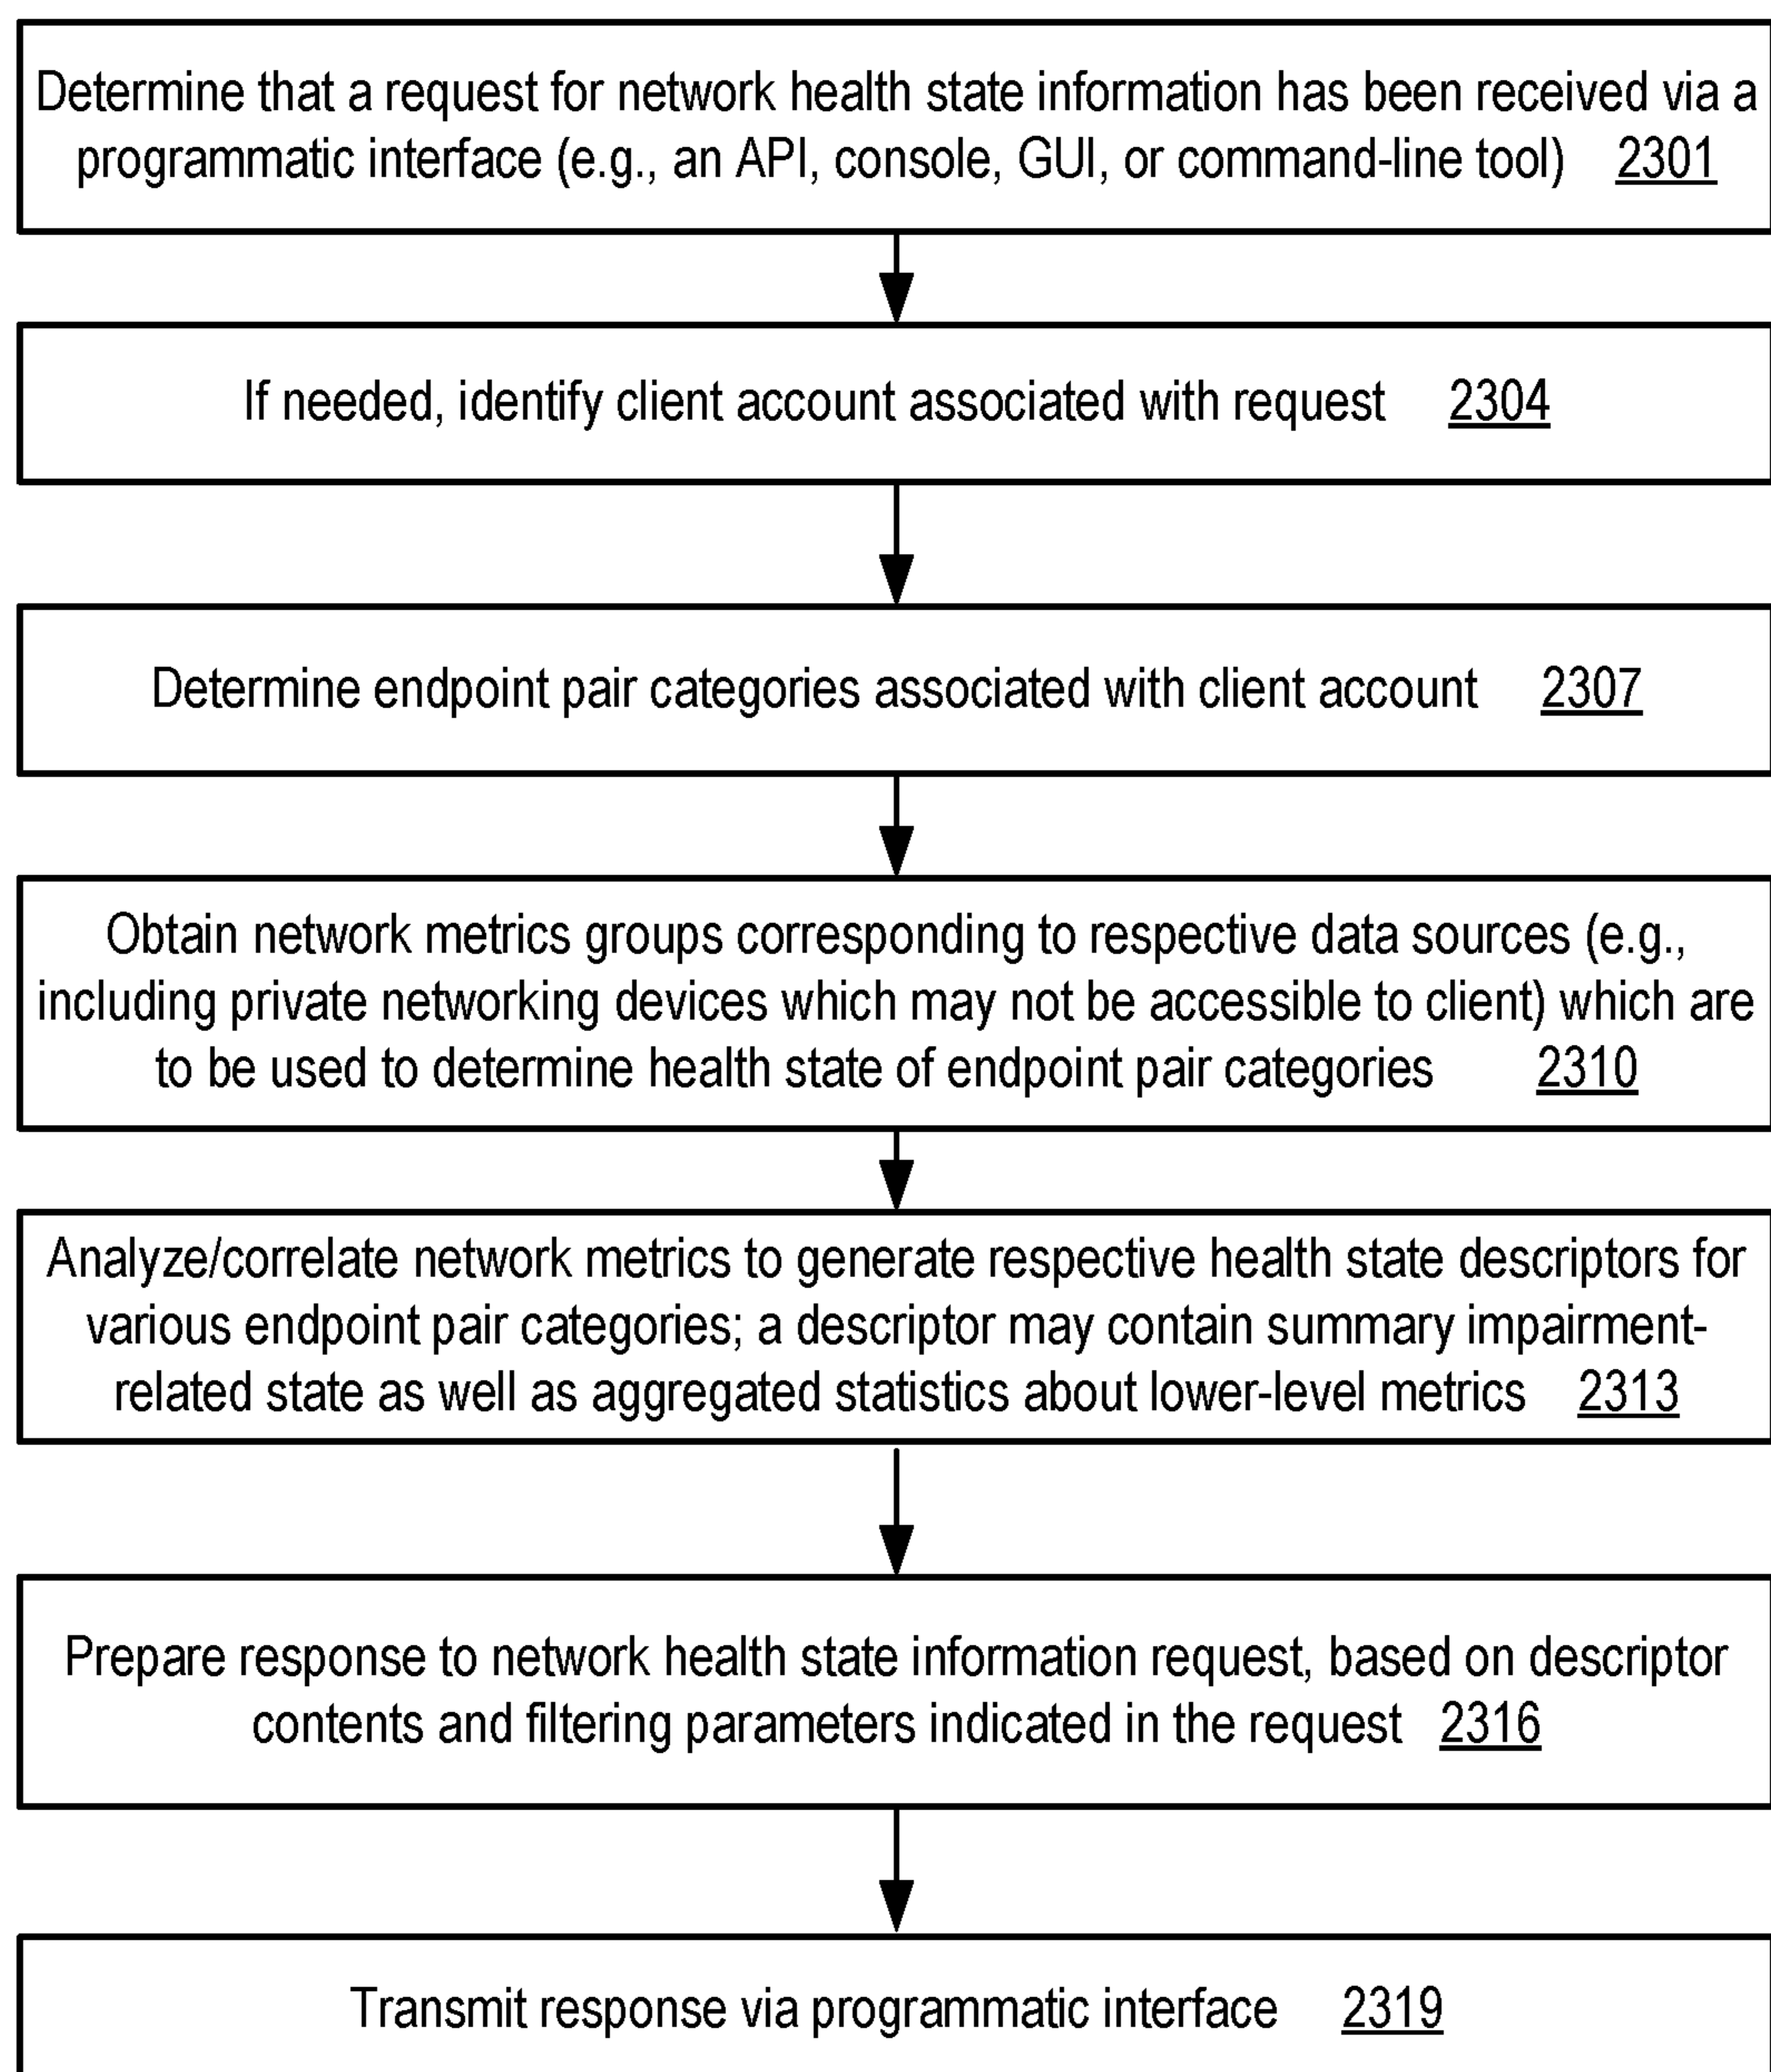 Determine that a request for network health state information has been received via a
programmatic interface (e.g., an API, console, GUI, or command-line tool) 2301
If needed, identify client account associated with request 2304
Determine endpoint pair categories associated with client account 2307
Obtain network metrics groups corresponding to respective data sources (e.g.,
including private networking devices which may not be accessible to client) which are
to be used to determine health state of endpoint pair categories 2310
Analyze/correlate network metrics to generate respective health state descriptors for
various endpoint pair categories; a descriptor may contain summary impairment-
related state as well as aggregated statistics about lower-level metrics 2313
Prepare response to network health state information request, based on descriptor
contents and filtering parameters indicated in the request 2316
Transmit response via programmatic interface 2319